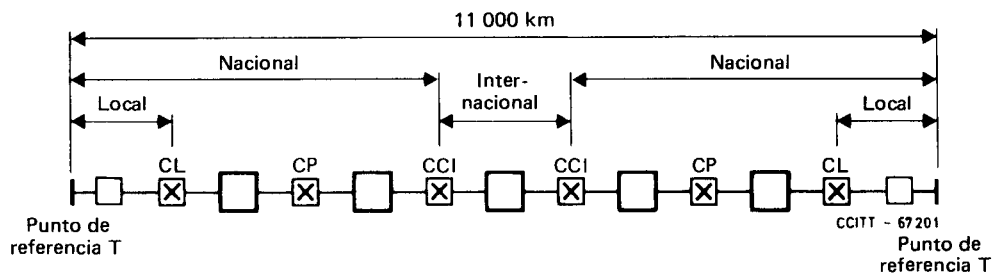 11 000 km
Nacional
Nacional
Inter-
nacional
Local
Local
CL
CP
CCI
CCI
CP
CL
Punto de
referencia T
CCITT - 67201
Punto de
referencia T